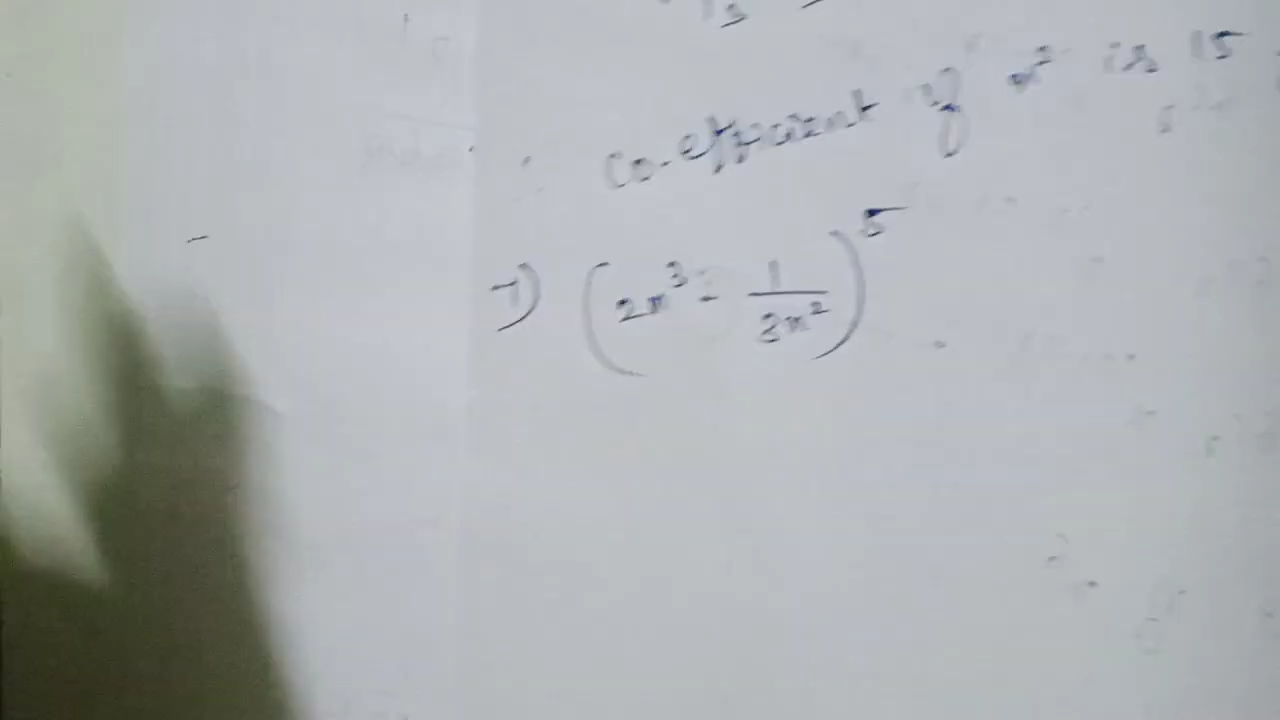 ∴ Co-efficient of x² is 15
7) (2x³ - 1/3x²)⁵